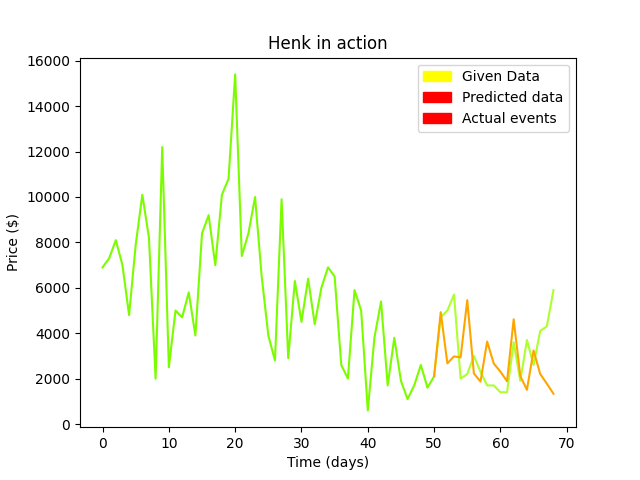 Henk in action
Given Data
Predicted data
Actual events
Price ($)
16000
14000
12000
10000
8000
6000
4000
2000
0
0 10 20 30 40 50 60 70
Time (days)